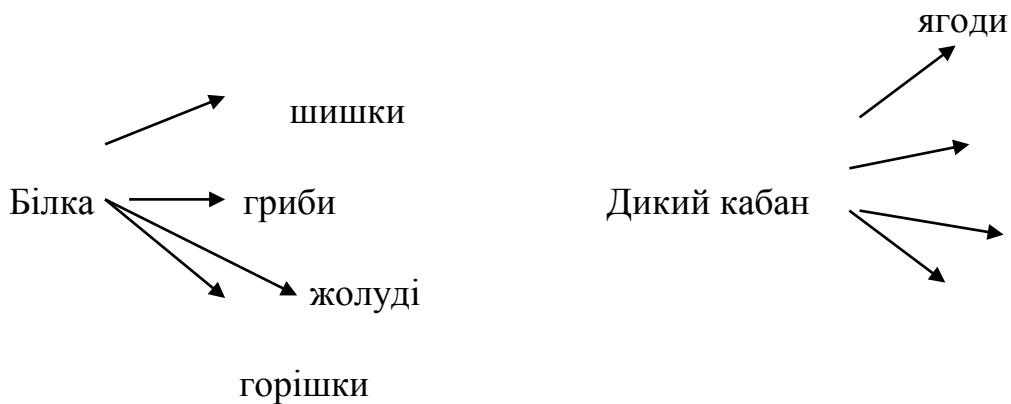 ягоди
шишки
Білка
гриби
Дикий кабан
жолуді
горішки